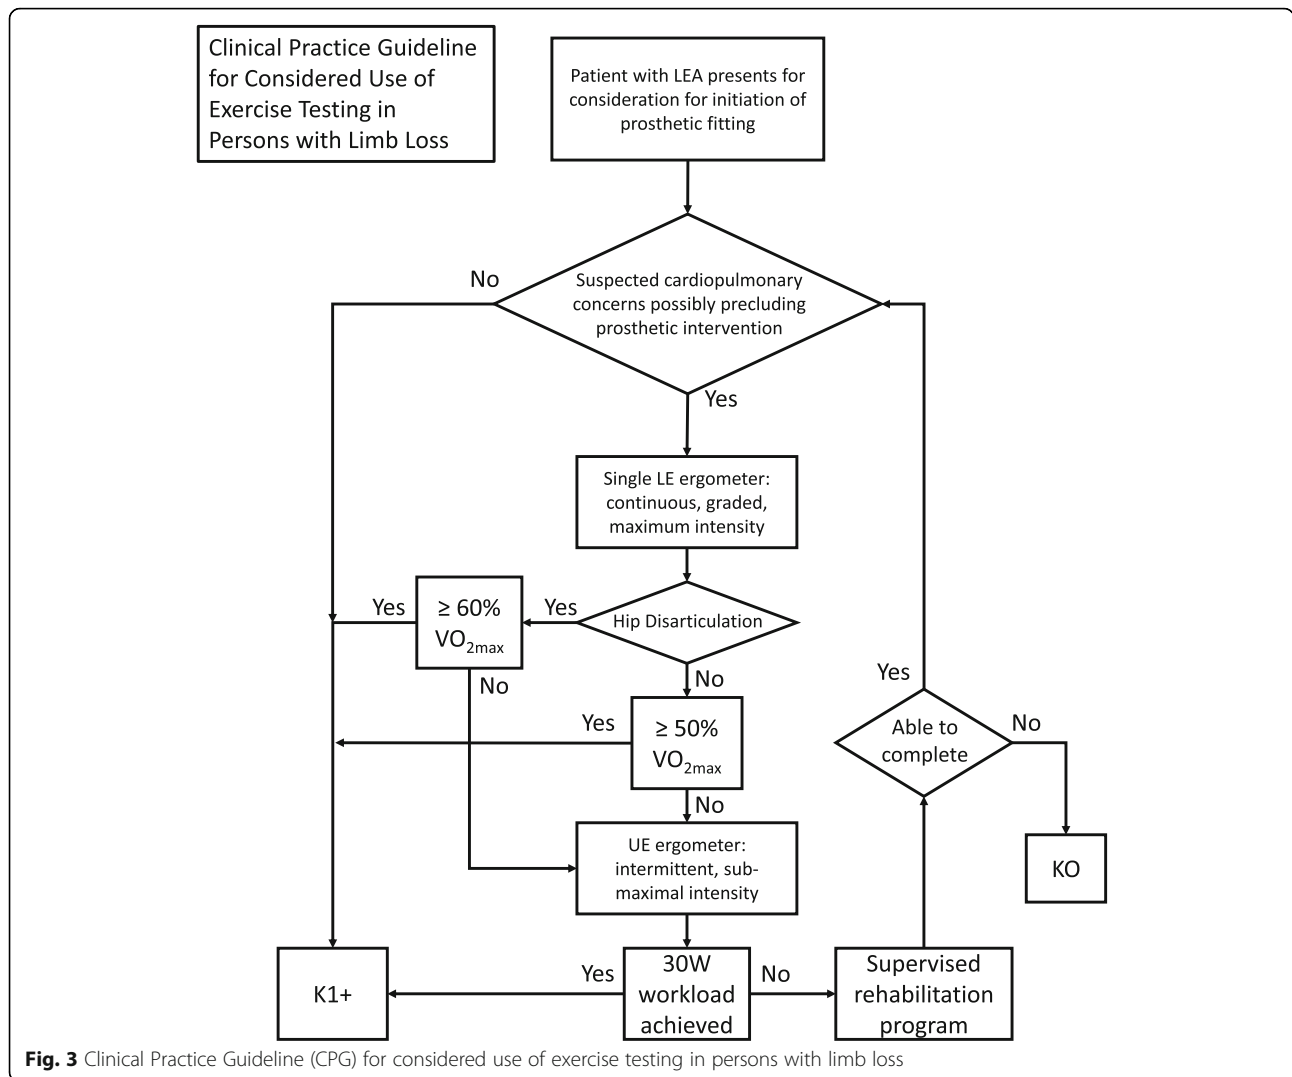 Clinical Practice Guideline
for Considered Use of
Exercise Testing in
Persons with Limb Loss
Patient with LEA presents for
consideration for initiation of
prosthetic fitting
No
Suspected cardiopulmonary
concerns possibly precluding
prosthetic intervention
Yes
Single LE ergometer:
continuous, graded,
maximum intensity
Yes
≥ 60%
VO2max
Yes
Hip Disarticulation
No
No
Yes
≥ 50%
VO2max
No
Yes
Able to
complete
No
UE ergometer:
intermittent, sub-
maximal intensity
KO
K1+
Yes
30W
workload
achieved
No
Supervised
rehabilitation
program
Fig. 3 Clinical Practice Guideline (CPG) for considered use of exercise testing in persons with limb loss